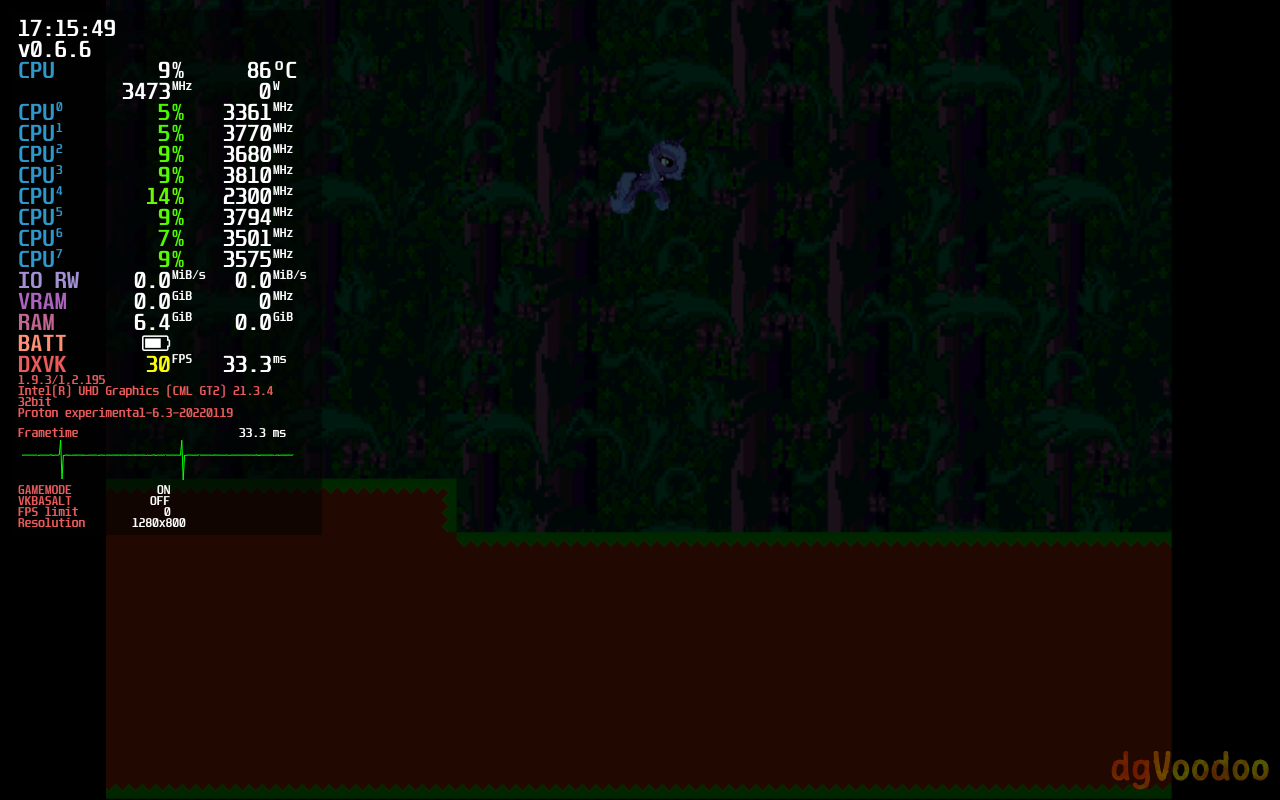 17:15:49
v0.6.6
CPU 9% 86°C
3473MHz 0W
CPU0 5% 3361MHz
CPU1 5% 3770MHz
CPU2 9% 3680MHz
CPU3 9% 3810MHz
CPU4 14% 2300MHz
CPU5 9% 3794MHz
CPU6 7% 3501MHz
CPU7 9% 3575MHz
IO RW 0.0MiB/s 0.0MiB/s
VRAM 0.0GiB 0MHz
RAM 6.4GiB 0.0GiB
BATT
DXVK 30FPS 33.3ms
1.9.3/1.2.195
Intel(R) UHD Graphics (CML GT2) 21.3.4
32bit
Proton experimental-6.3-20220119
Frametime 33.3 ms
GAMEMODE ON
VKBASALT OFF
FPS limit 0
Resolution 1280x800
dgVoodoo